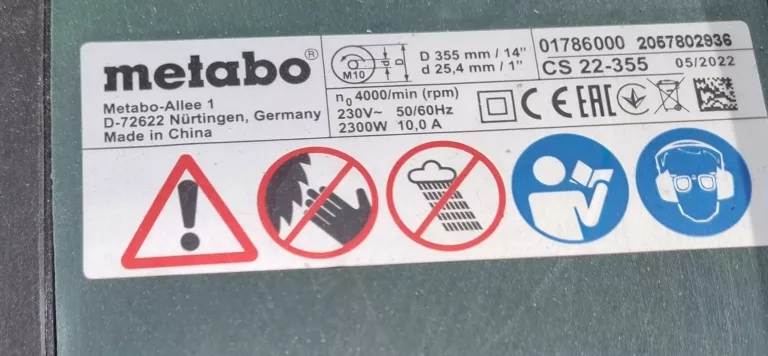 metabo®
Metabo-Allee 1
D-72622 Nürtingen, Germany
Made in China
M10
d
D
D 355 mm / 14"
d 25,4 mm / 1"
n₀ 4000/min (rpm)
230V~ 50/60Hz
2300W 10,0 A
01786000 2057802936
CS 22-355 05/2022
CE EAC